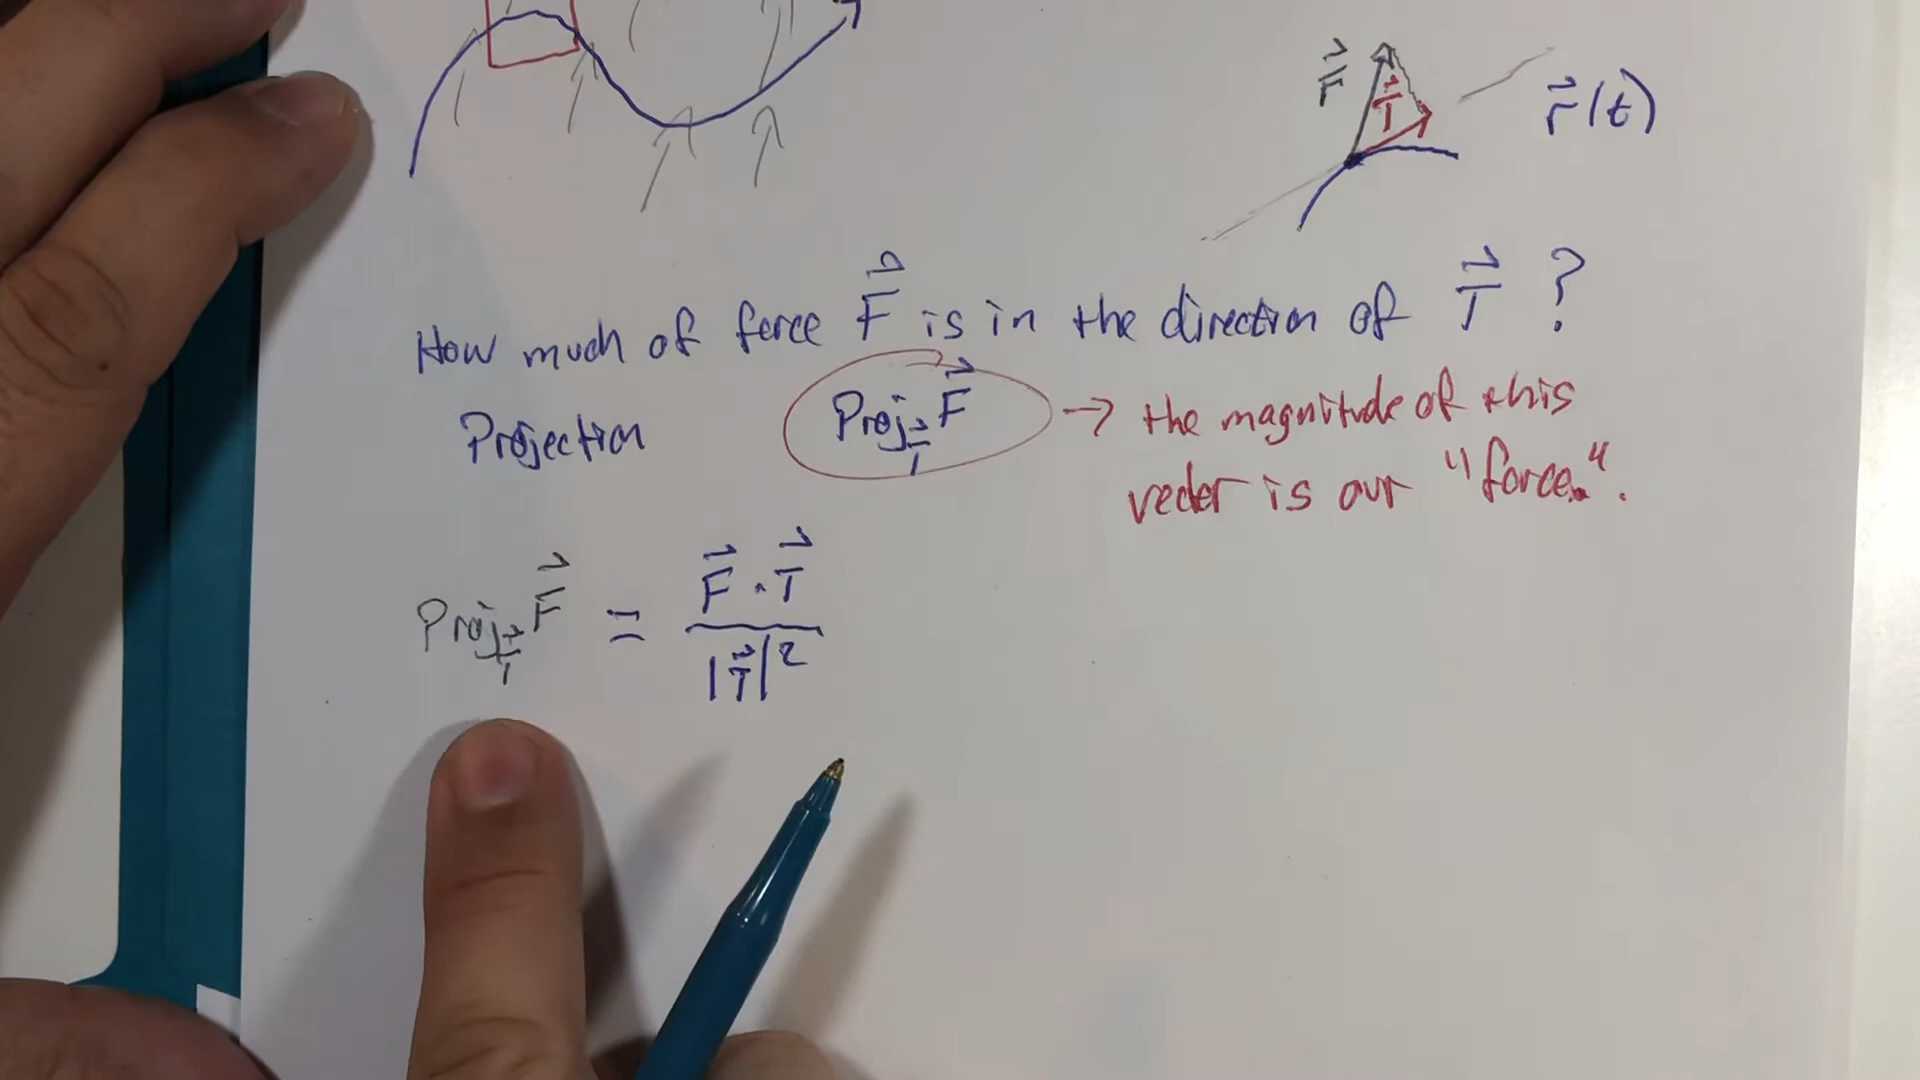 F⃗ T⃗ r⃗(t)
How much of force F⃗ is in the direction of T⃗ ?
Projection Proj_T⃗ F⃗ → the magnitude of this
vector is our "force.".
Proj_T⃗ F⃗ = F⃗ · T⃗ / |T⃗|²